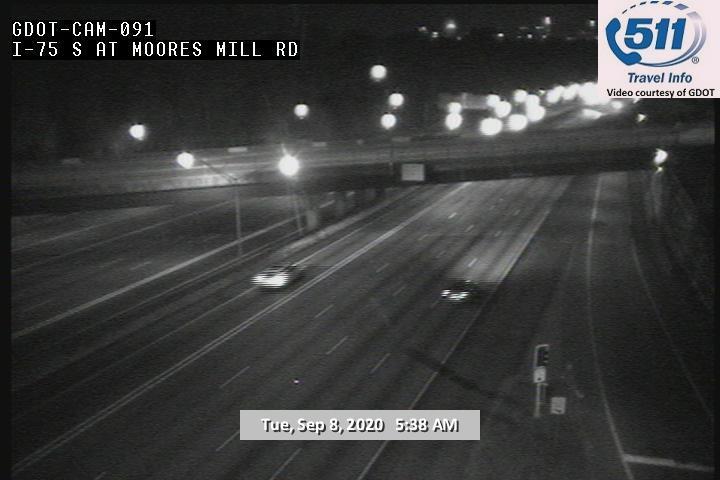 GDOT-CAM-091
I-75 S AT MOORES MILL RD
511
®
Travel Info
Video courtesy of GDOT
Tue, Sep 8, 2020 5:38 AM